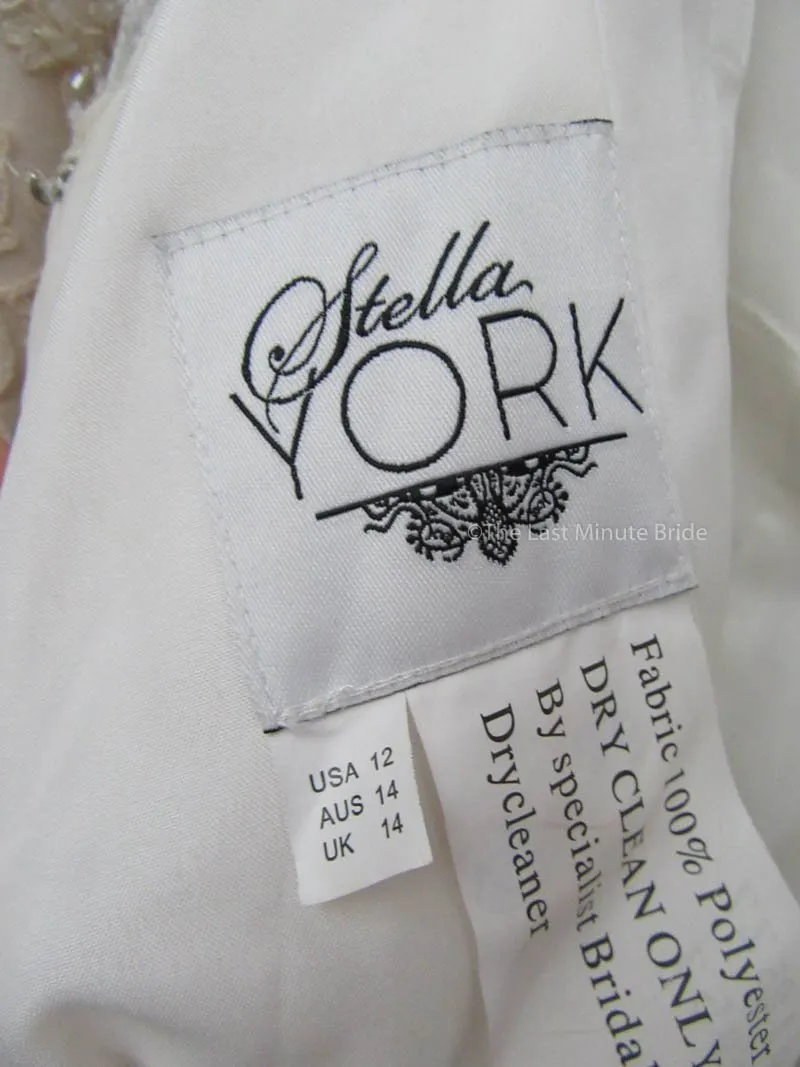 Stella
YORK
©The Last Minute Bride
USA 12
AUS 14
UK 14
Fabric 100% Polyester
DRY CLEAN ONLY
By specialist Bridal
Drycleaner